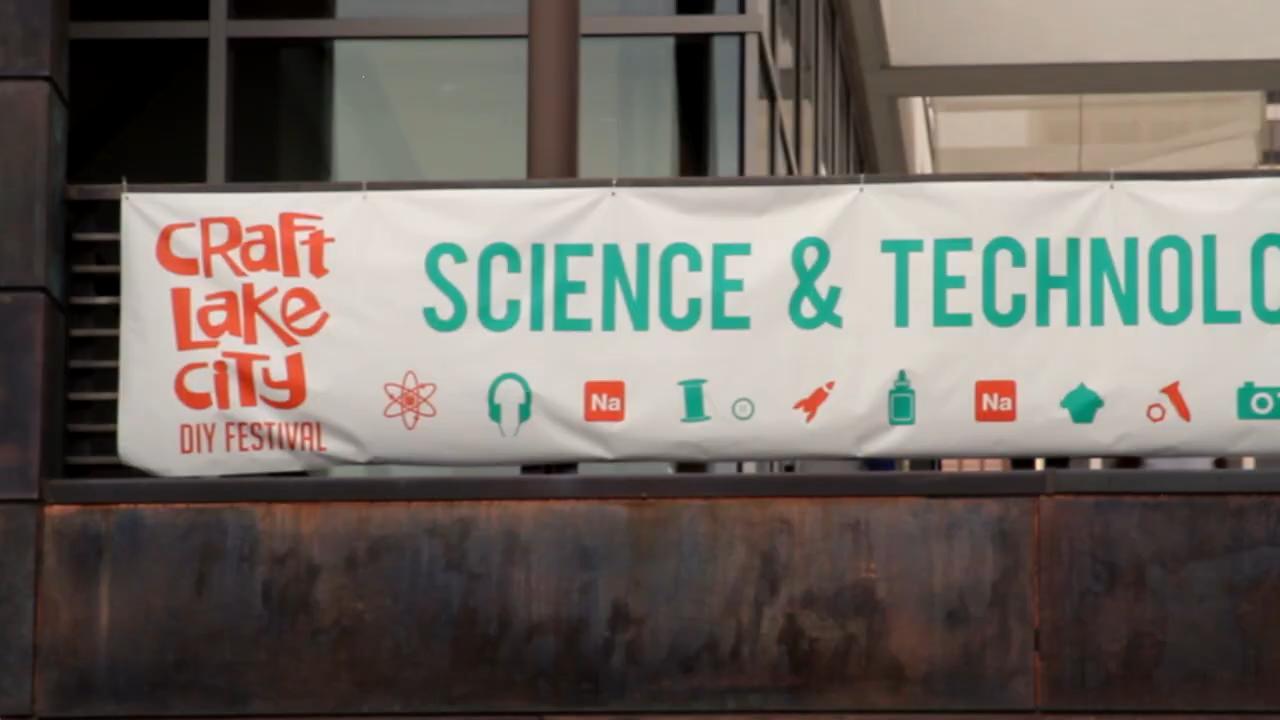 CRaFt
LaKe
CiTy
DIY FESTIVAL
SCIENCE & TECHNOLO
Na
Na